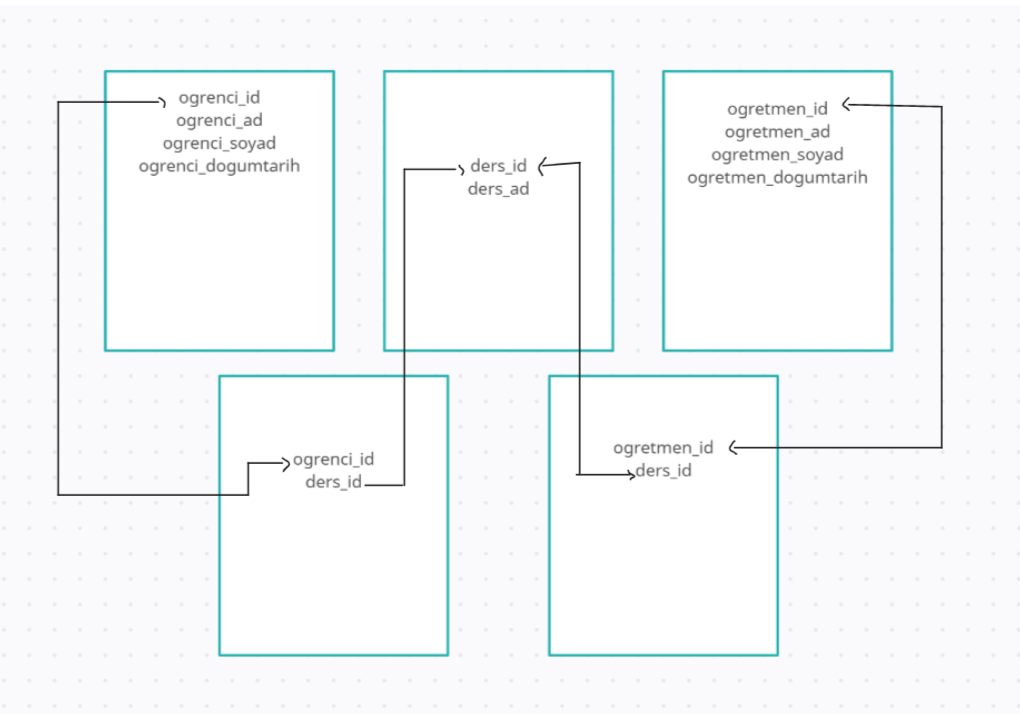 ogrenci_id
ogrenci_ad
ogrenci_soyad
ogrenci_dogumtarih
ders_id
ders_ad
ogretmen_id
ogretmen_ad
ogretmen_soyad
ogretmen_dogumtarih
ogrenci_id
ders_id
ogretmen_id
ders_id